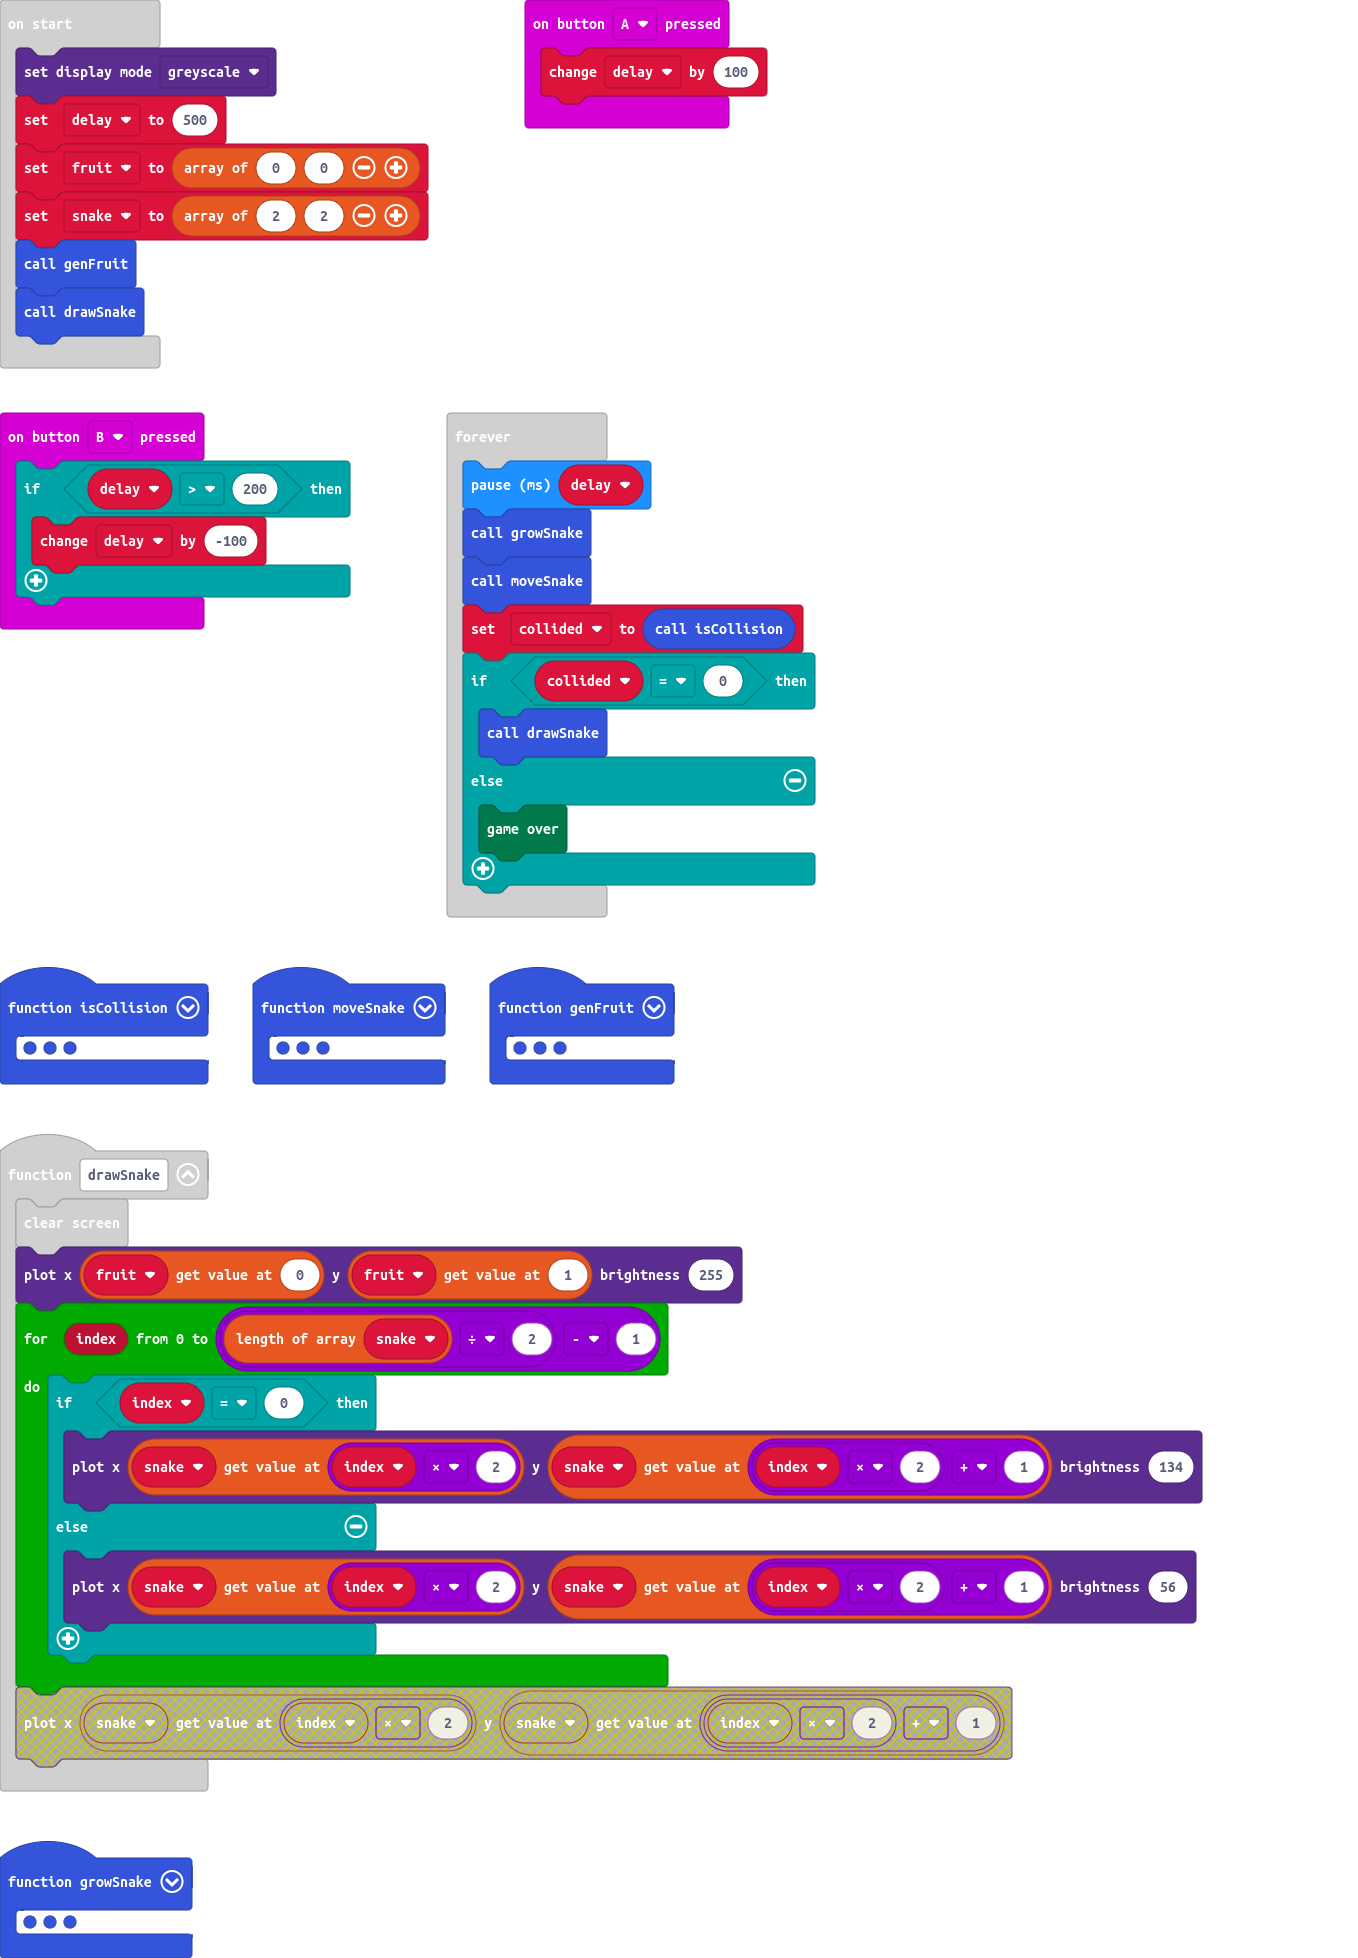 on start
set display mode greyscale
set delay to 500
set fruit to array of 0 0
set snake to array of 2 2
call genFruit
call drawSnake
on button A pressed
change delay by 100
on button B pressed
if delay > 200 then
change delay by -100
forever
pause (ms) delay
call growSnake
call moveSnake
set collided to call isCollision
if collided = 0 then
call drawSnake
else
game over
function isCollision
function moveSnake
function genFruit
function drawSnake
clear screen
plot x fruit get value at 0 y fruit get value at 1 brightness 255
for index from 0 to length of array snake ÷ 2 - 1
do
if index = 0 then
plot x snake get value at index × 2 y snake get value at index × 2 + 1 brightness 134
else
plot x snake get value at index × 2 y snake get value at index × 2 + 1 brightness 56
plot x snake get value at index × 2 y snake get value at index × 2 + 1
function growSnake